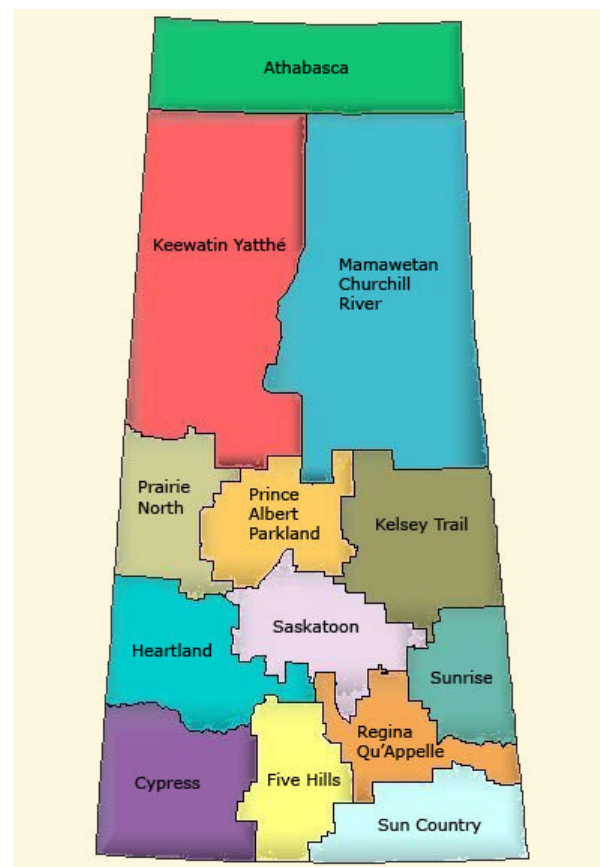 Athabasca
Keewatin Yatthé
Mamawetan
Churchill
River
Prairie
North
Prince
Albert
Parkland
Kelsey Trail
Saskatoon
Heartland
Sunrise
Regina
Qu'Appelle
Cypress
Five Hills
Sun Country